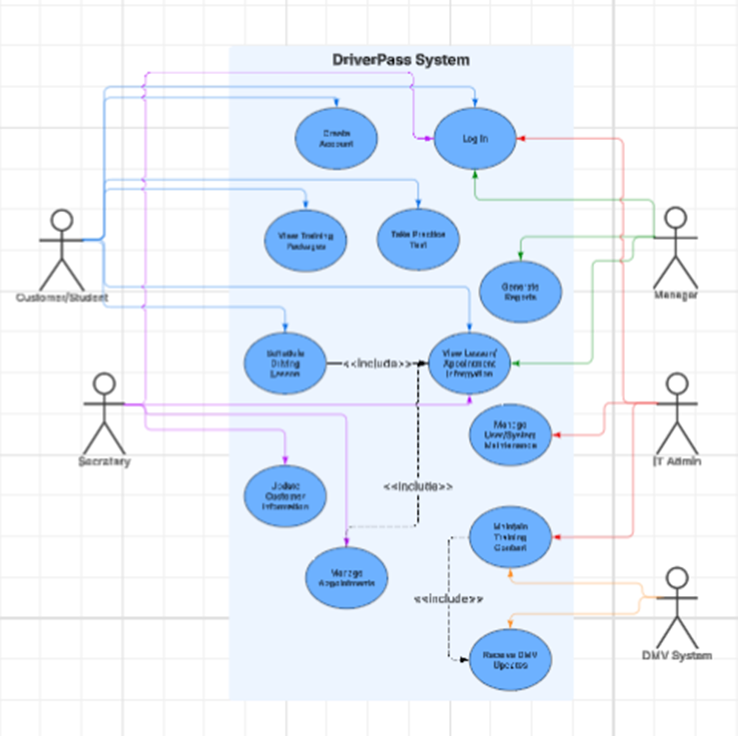 DriverPass System
Create
Account
Log In
View Training
Packages
Take Practice
Test
Customer/Student
Generate
Reports
Manager
Schedule
Driving
Lesson
<<Include>>
View Lesson/
Appointment
Information
Secretary
Manage
User/System
Maintenance
IT Admin
Update
Customer
Information
<<Include>>
Maintain
Training
Content
Manage
Appointments
<<include>>
DMV System
Receive DMV
Updates